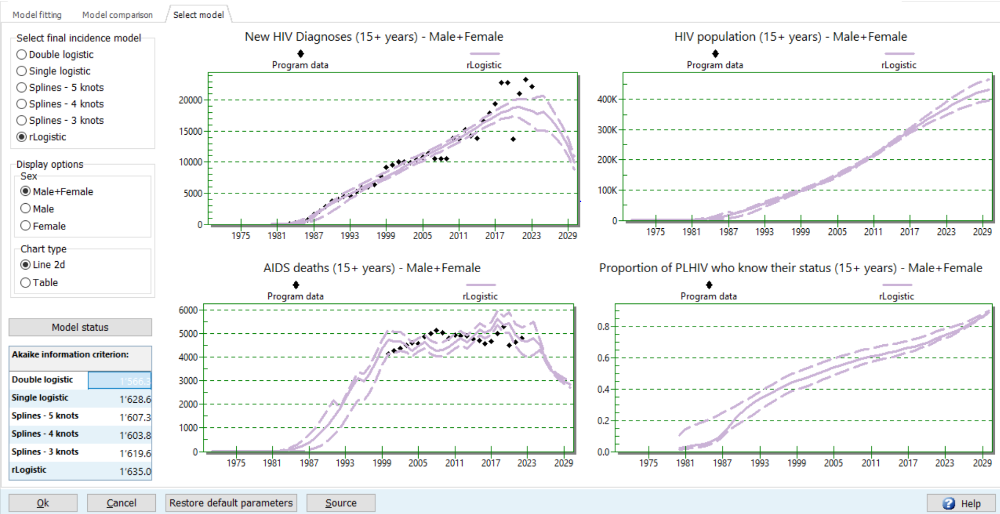 Model fitting
Model comparison
Select model
Select final incidence model
Double logistic
Single logistic
Splines - 5 knots
Splines - 4 knots
Splines - 3 knots
rLogistic
Display options
Sex
Male+Female
Male
Female
Chart type
Line 2d
Table
Model status
Akaike information criterion:
Double logistic 1'566.3
Single logistic 1'628.6
Splines - 5 knots 1'607.3
Splines - 4 knots 1'603.8
Splines - 3 knots 1'619.6
rLogistic 1'635.0
New HIV Diagnoses (15+ years) - Male+Female
Program data rLogistic
20000
15000
10000
5000
0
1975 1981 1987 1993 1999 2005 2011 2017 2023 2029
HIV population (15+ years) - Male+Female
Program data rLogistic
400K
300K
200K
100K
0
1975 1981 1987 1993 1999 2005 2011 2017 2023 2029
AIDS deaths (15+ years) - Male+Female
Program data rLogistic
6000
5000
4000
3000
2000
1000
0
1975 1981 1987 1993 1999 2005 2011 2017 2023 2029
Proportion of PLHIV who know their status (15+ years) - Male+Female
Program data rLogistic
0.8
0.6
0.4
0.2
0.0
1975 1981 1987 1993 1999 2005 2011 2017 2023 2029
Ok
Cancel
Restore default parameters
Source
? Help